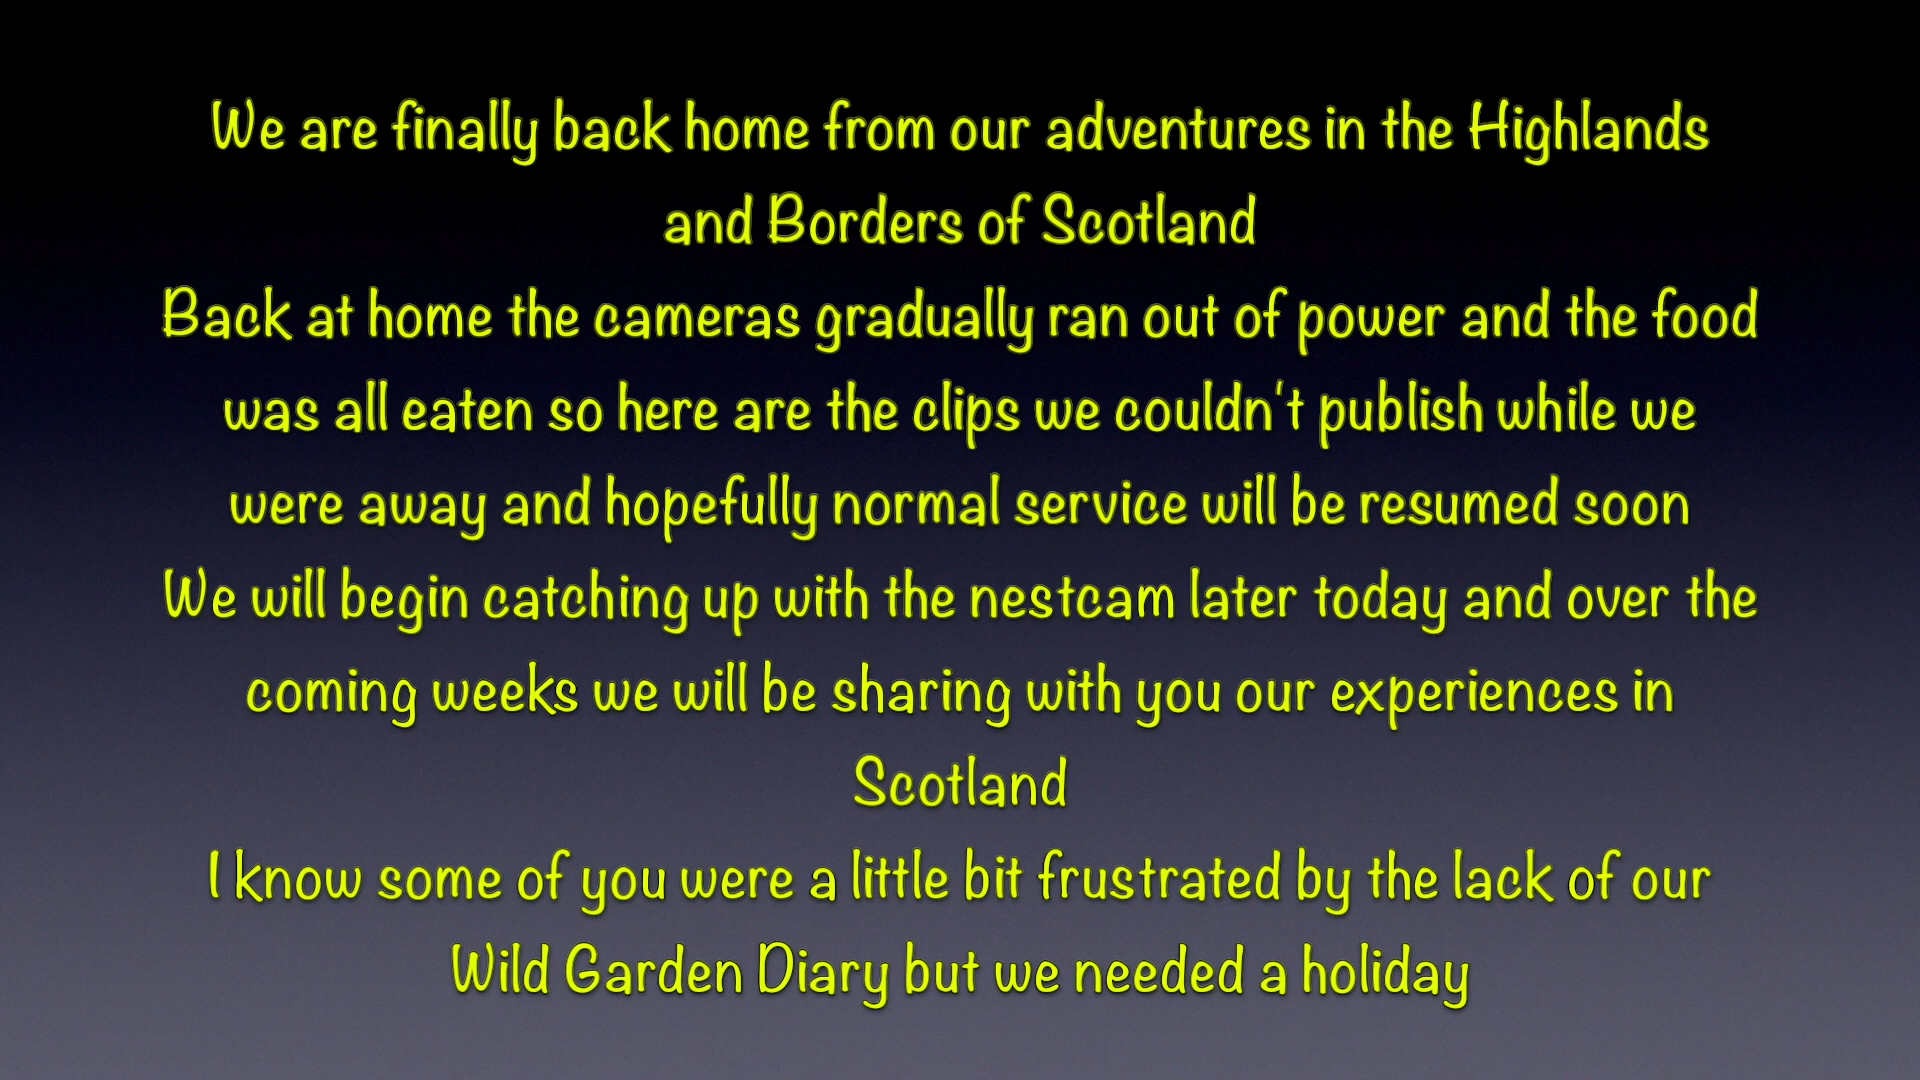 We are finally back home from our adventures in the Highlands
and Borders of Scotland
Back at home the cameras gradually ran out of power and the food
was all eaten so here are the clips we couldn't publish while we
were away and hopefully normal service will be resumed soon
We will begin catching up with the nestcam later today and over the
coming weeks we will be sharing with you our experiences in
Scotland
I know some of you were a little bit frustrated by the lack of our
Wild Garden Diary but we needed a holiday